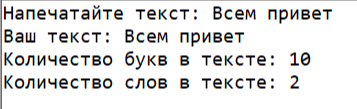 Напечатайте текст: Всем привет
Ваш текст: Всем привет
Количество букв в тексте: 10
Количество слов в тексте: 2